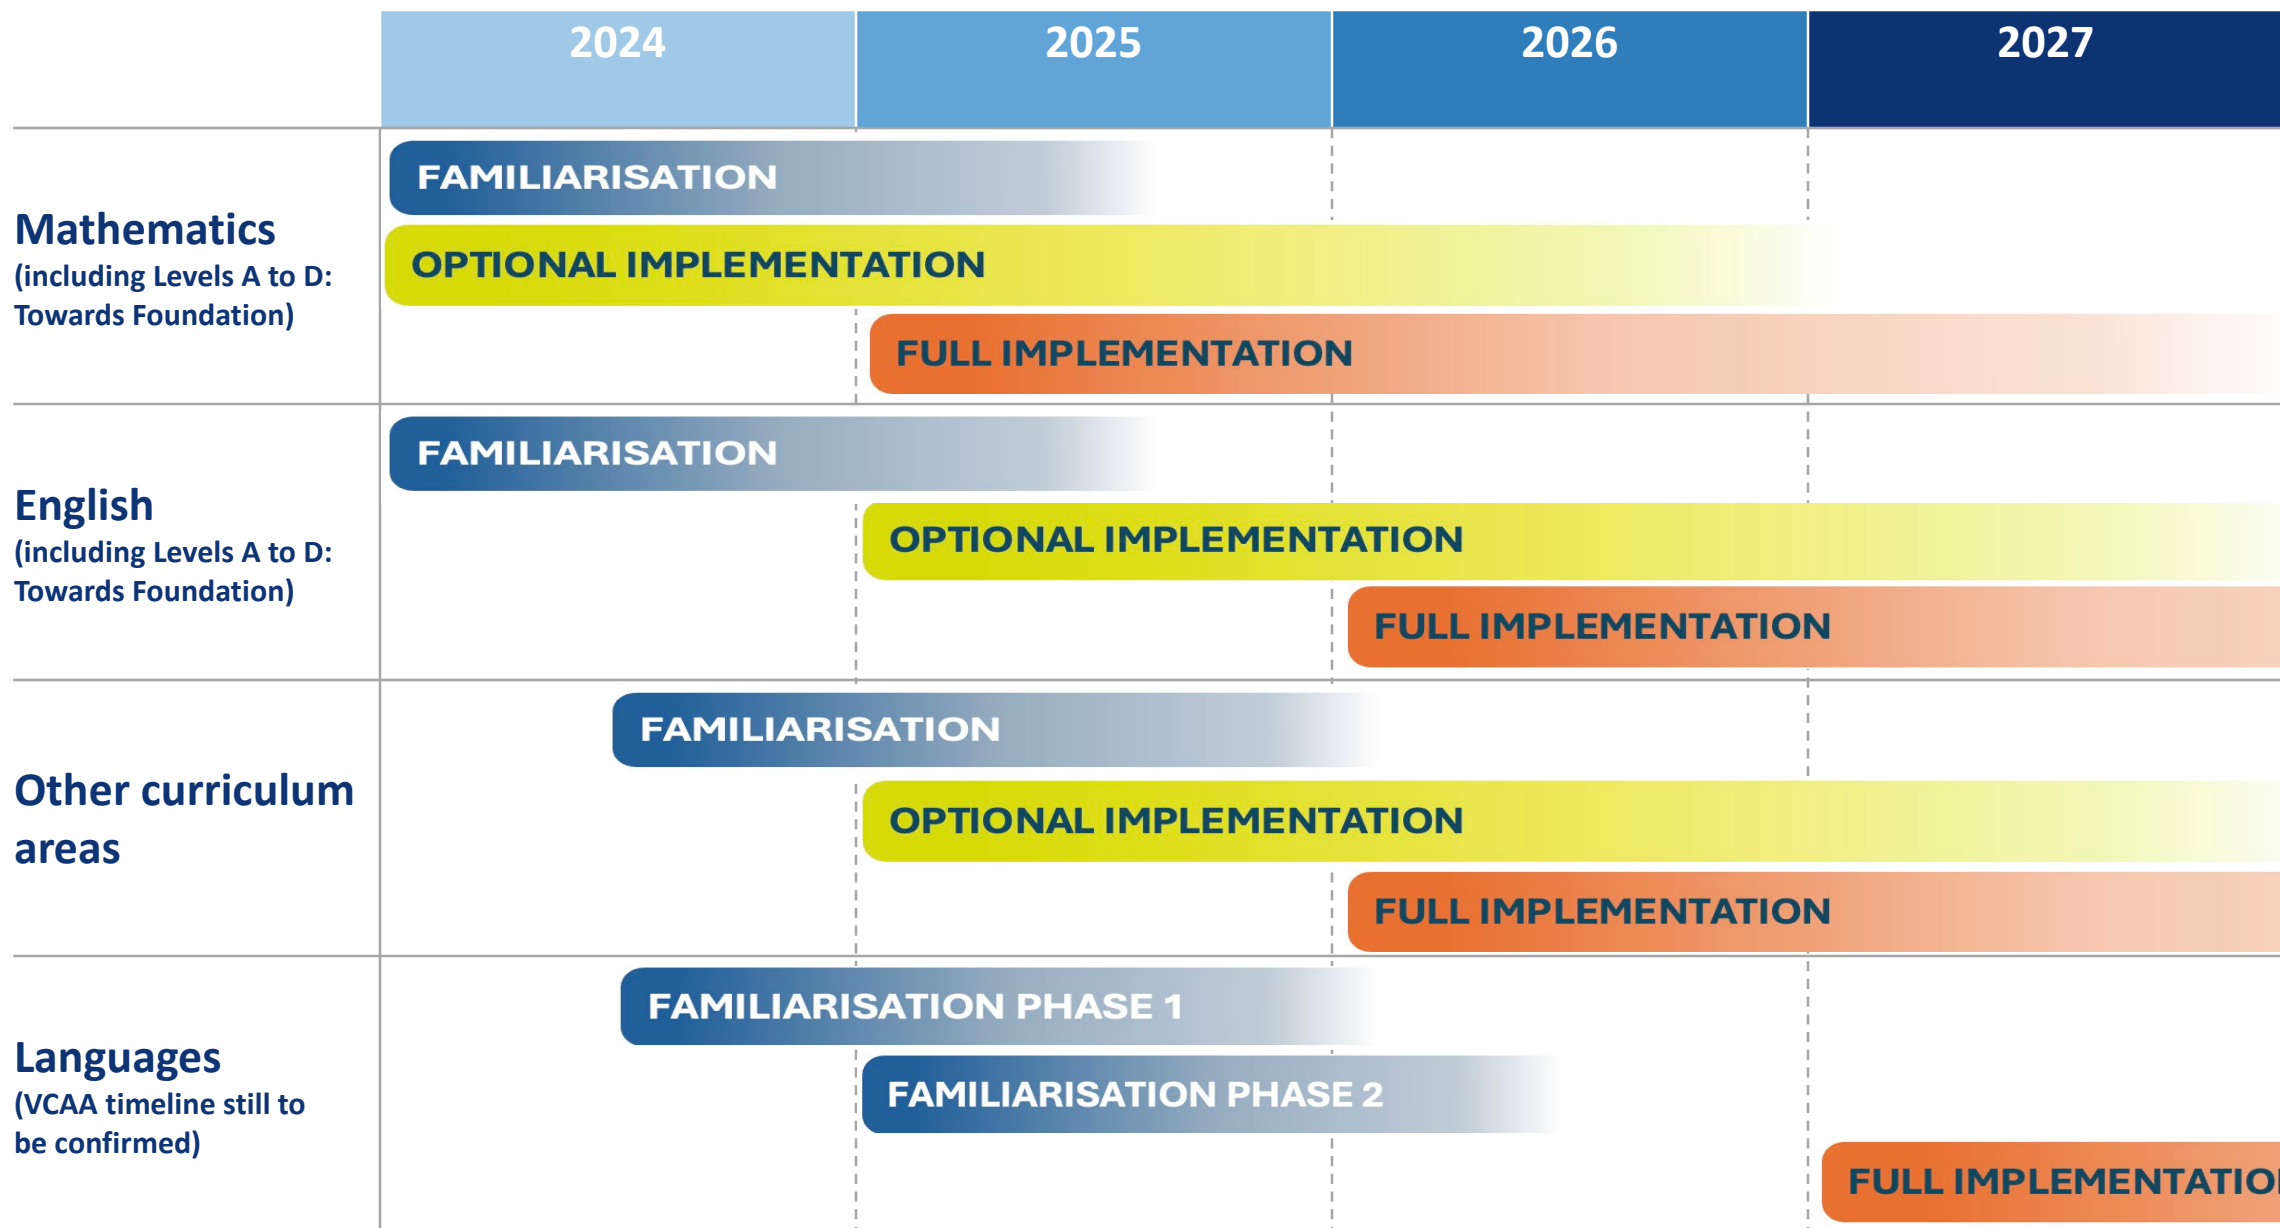 2024 2025 2026 2027
Mathematics
(including Levels A to D:
Towards Foundation)
FAMILIARISATION
OPTIONAL IMPLEMENTATION
FULL IMPLEMENTATION
English
(including Levels A to D:
Towards Foundation)
FAMILIARISATION
OPTIONAL IMPLEMENTATION
FULL IMPLEMENTATION
Other curriculum
areas
FAMILIARISATION
OPTIONAL IMPLEMENTATION
FULL IMPLEMENTATION
Languages
(VCAA timeline still to
be confirmed)
FAMILIARISATION PHASE 1
FAMILIARISATION PHASE 2
FULL IMPLEMENTATION